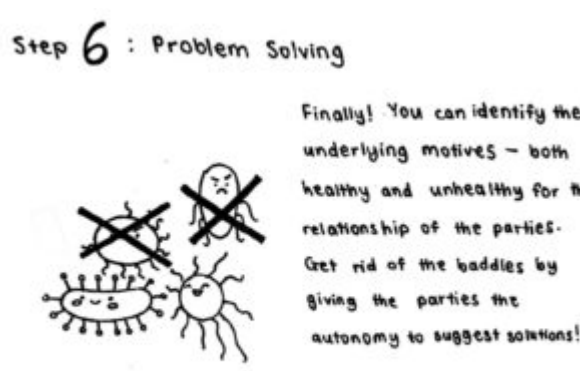 Step 6 : Problem Solving
Finally! You can identify the
underlying motives – both
healthy and unhealthy for th
relationship of the parties.
Get rid of the baddies by
giving the parties the
autonomy to suggest solutions!